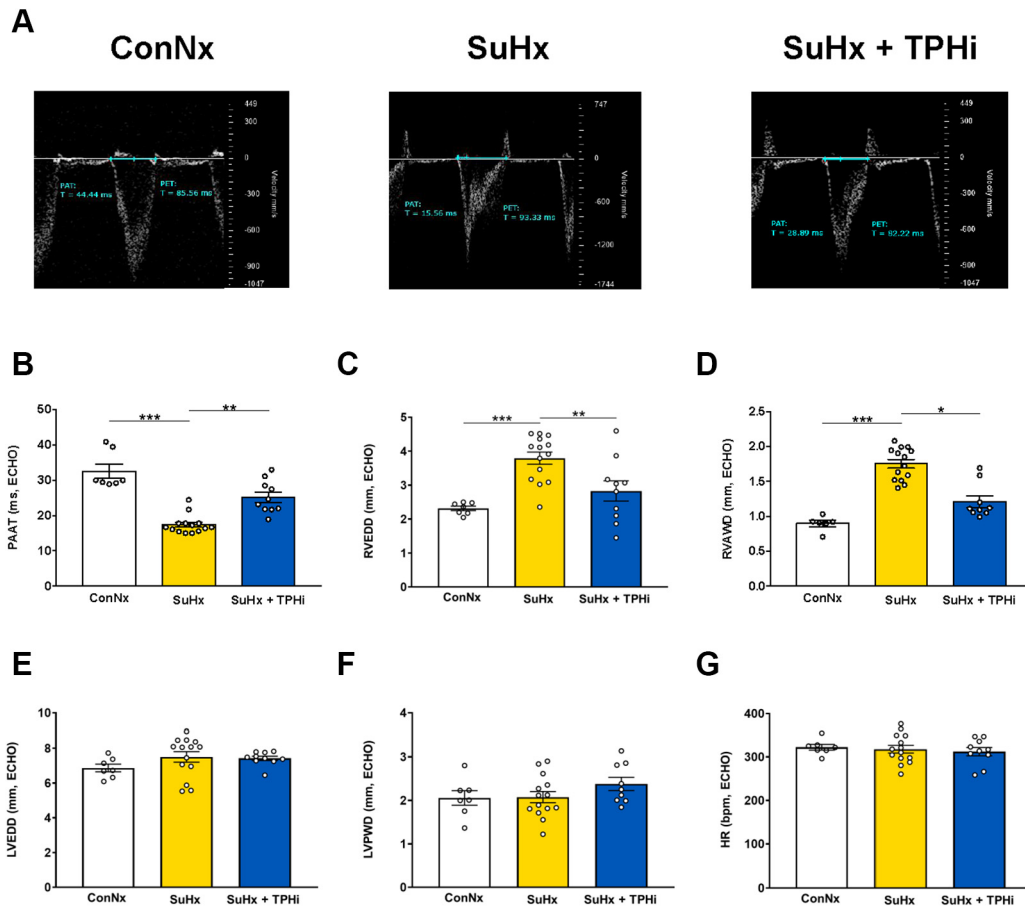 A
ConNx
SuHx
SuHx + TPHi
449
300
0
-300
-600
-900
-1047
Velocity mm/s
PAT:
T = 44.44 ms
PET:
T = 85.56 ms
747
0
-600
-1200
-1744
Velocity mm/s
PAT:
T = 15.56 ms
PET:
T = 93.33 ms
449
300
0
-300
-600
-900
-1047
Velocity mm/s
PAT:
T = 28.89 ms
PET:
T = 82.22 ms
B
PAAT (ms, ECHO)
50
40
30
20
10
0
***
**
ConNx
SuHx
SuHx + TPHi
C
RVEDD (mm, ECHO)
5
4
3
2
1
0
***
**
ConNx
SuHx
SuHx + TPHi
D
RVAWD (mm, ECHO)
2.5
2.0
1.5
1.0
0.5
0.0
***
*
ConNx
SuHx
SuHx + TPHi
E
LVEDD (mm, ECHO)
10
8
6
4
2
0
ConNx
SuHx
SuHx + TPHi
F
LVPWD (mm, ECHO)
4
3
2
1
0
ConNx
SuHx
SuHx + TPHi
G
HR (bpm, ECHO)
400
300
200
100
0
ConNx
SuHx
SuHx + TPHi